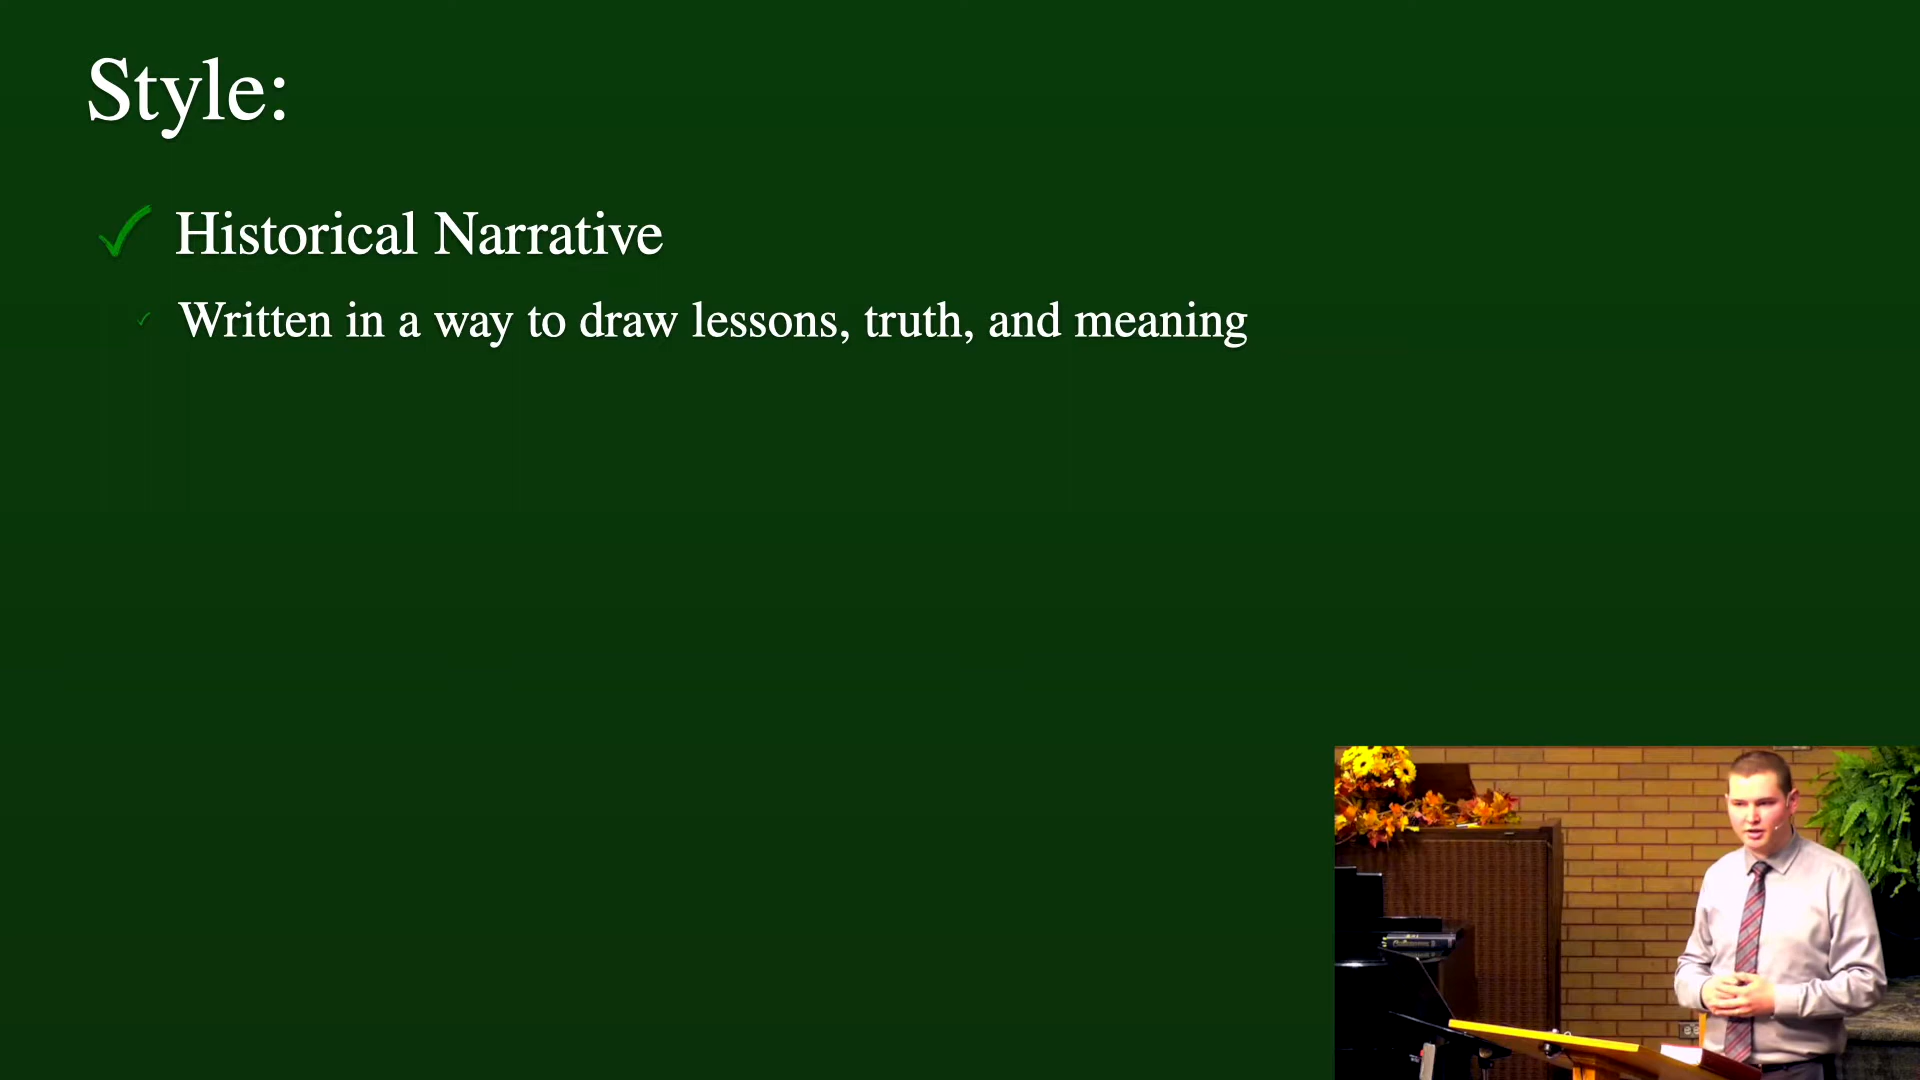 Style:
Historical Narrative
Written in a way to draw lessons, truth, and meaning